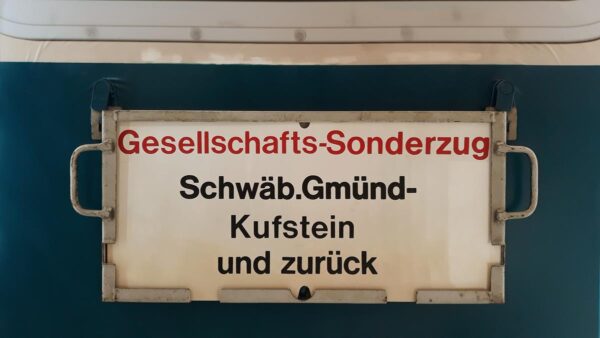 Gesellschafts-Sonderzug
Schwäb.Gmünd-
Kufstein
und zurück